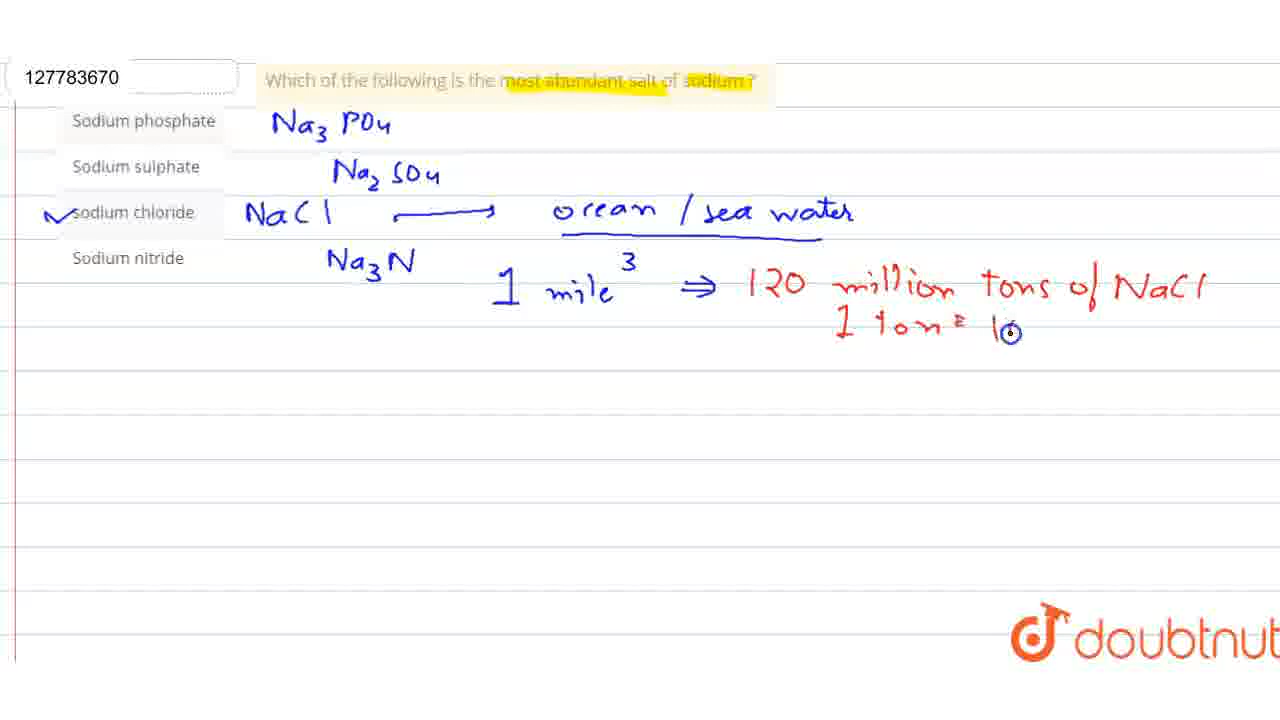 127783670 Which of the following is the most abundant salt of sodium ?
Sodium phosphate Na3 PO4
Sodium sulphate Na2 SO4
sodium chloride NaCl ⟶ ocean / sea water
Sodium nitride Na3N 1 mile3 ⇒ 120 million tons of NaCl
1 ton = 10
doubtnut